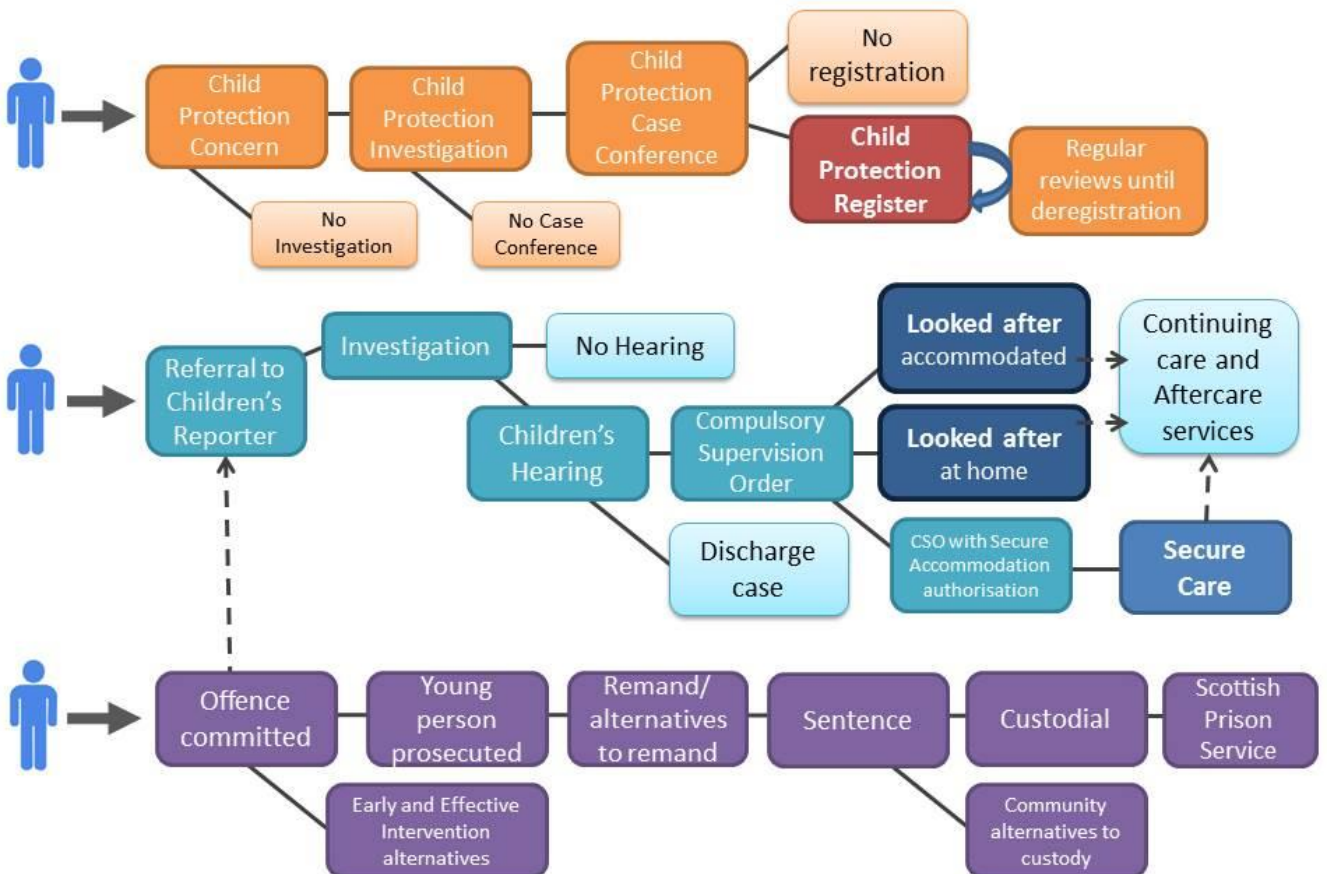 Child
Protection
Concern
Child
Protection
Investigation
Child
Protection
Case
Conference
No
registration
Child
Protection
Register
Regular
reviews until
deregistration
No
Investigation
No Case
Conference
Referral to
Children's
Reporter
Investigation
No Hearing
Children's
Hearing
Compulsory
Supervision
Order
Looked after
accommodated
Looked after
at home
Continuing
care and
Aftercare
services
Discharge
case
CSO with Secure
Accommodation
authorisation
Secure
Care
Offence
committed
Young
person
prosecuted
Remand/
alternatives
to remand
Sentence
Custodial
Scottish
Prison
Service
Early and Effective
Intervention
alternatives
Community
alternatives to
custody